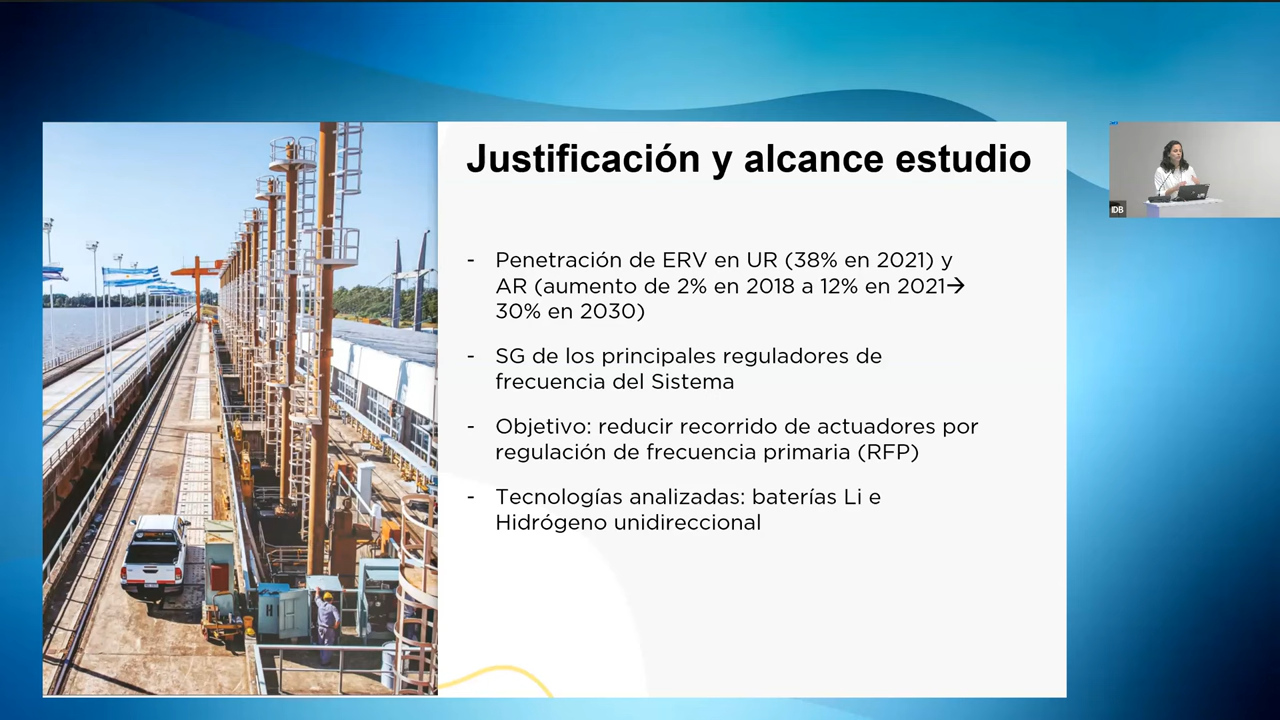 Justificación y alcance estudio
- Penetración de ERV en UR (38% en 2021) y
AR (aumento de 2% en 2018 a 12% en 2021→
30% en 2030)
- SG de los principales reguladores de
frecuencia del Sistema
- Objetivo: reducir recorrido de actuadores por
regulación de frecuencia primaria (RFP)
- Tecnologías analizadas: baterías Li e
Hidrógeno unidireccional
IDB